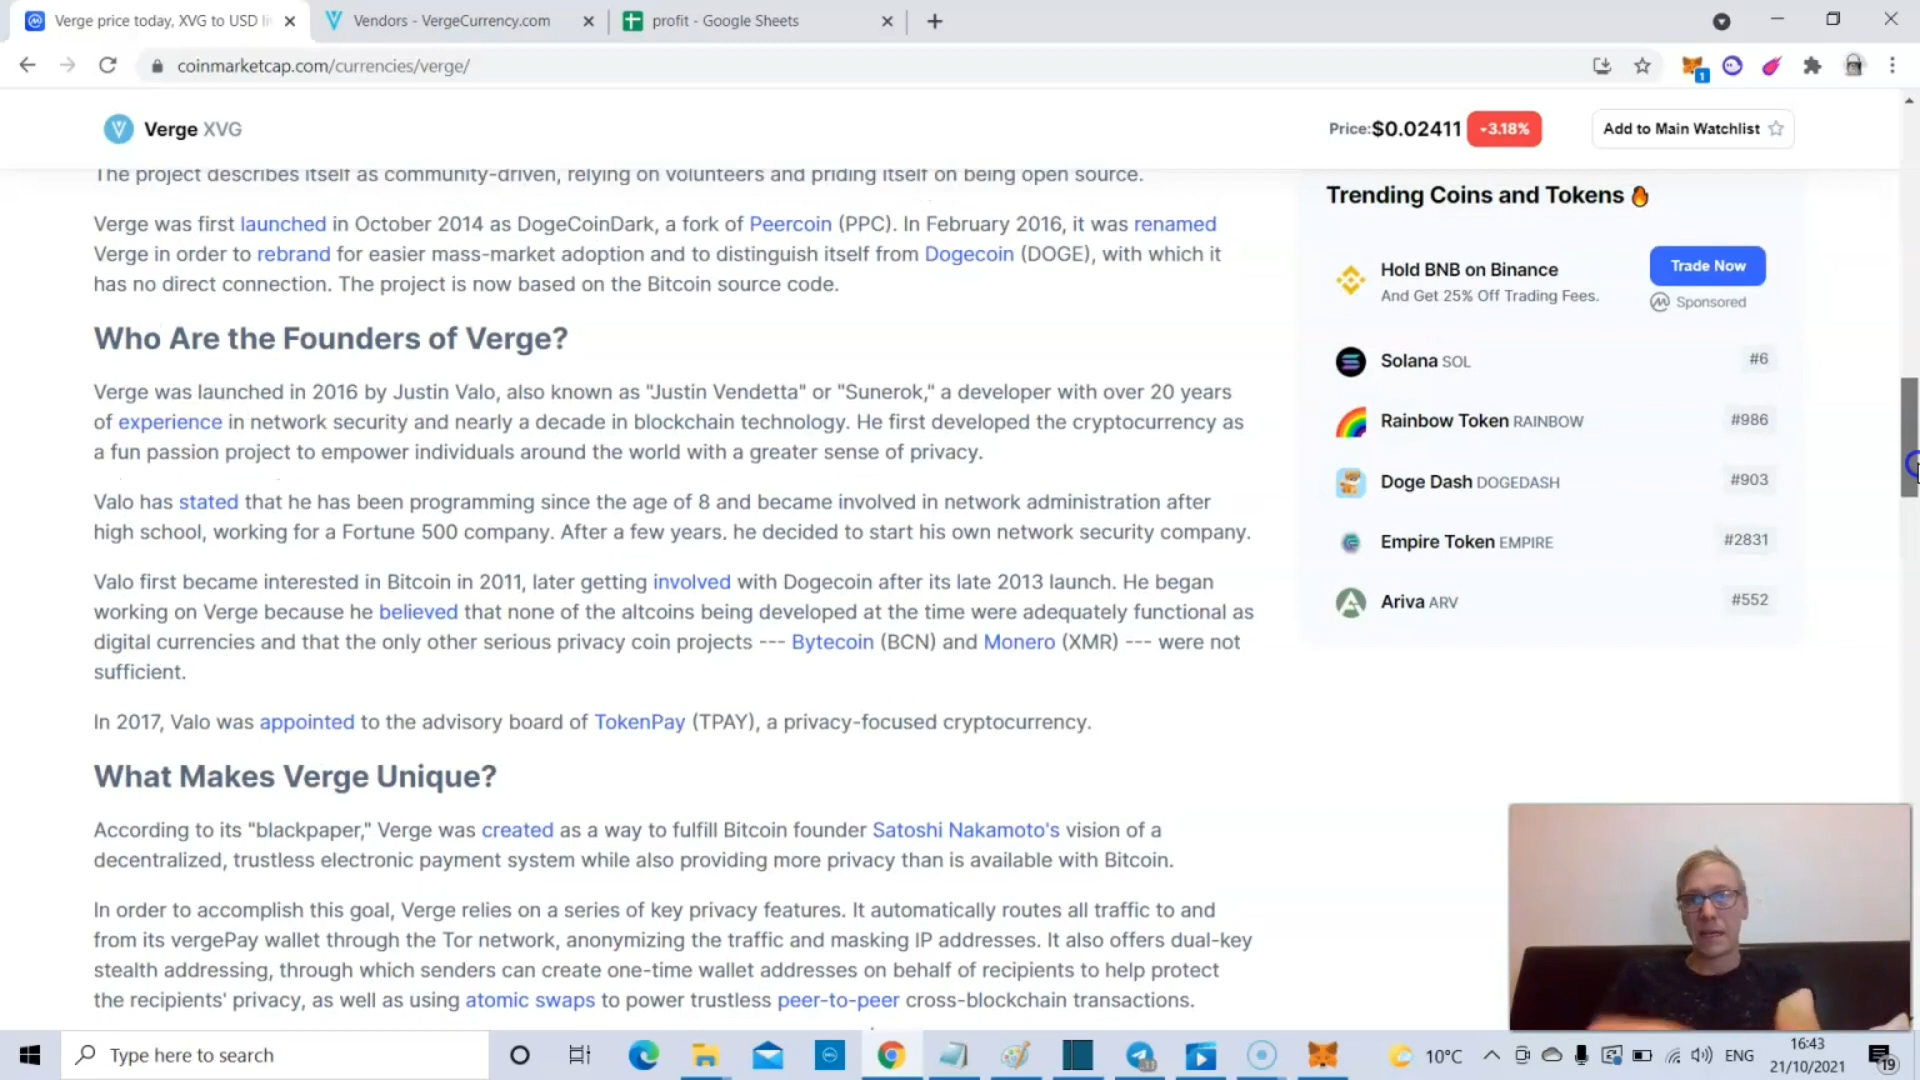 Verge price today, XVG to USD li
Vendors - VergeCurrency.com
profit - Google Sheets
coinmarketcap.com/currencies/verge/
1
Verge XVG
Price:$0.02411
-3.18%
Add to Main Watchlist
The project describes itself as community-driven, relying on volunteers and priding itself on being open source.
Verge was first launched in October 2014 as DogeCoinDark, a fork of Peercoin (PPC). In February 2016, it was renamed
Verge in order to rebrand for easier mass-market adoption and to distinguish itself from Dogecoin (DOGE), with which it
has no direct connection. The project is now based on the Bitcoin source code.
Who Are the Founders of Verge?
Verge was launched in 2016 by Justin Valo, also known as "Justin Vendetta" or "Sunerok," a developer with over 20 years
of experience in network security and nearly a decade in blockchain technology. He first developed the cryptocurrency as
a fun passion project to empower individuals around the world with a greater sense of privacy.
Valo has stated that he has been programming since the age of 8 and became involved in network administration after
high school, working for a Fortune 500 company. After a few years, he decided to start his own network security company.
Valo first became interested in Bitcoin in 2011, later getting involved with Dogecoin after its late 2013 launch. He began
working on Verge because he believed that none of the altcoins being developed at the time were adequately functional as
digital currencies and that the only other serious privacy coin projects --- Bytecoin (BCN) and Monero (XMR) --- were not
sufficient.
In 2017, Valo was appointed to the advisory board of TokenPay (TPAY), a privacy-focused cryptocurrency.
What Makes Verge Unique?
According to its "blackpaper," Verge was created as a way to fulfill Bitcoin founder Satoshi Nakamoto's vision of a
decentralized, trustless electronic payment system while also providing more privacy than is available with Bitcoin.
In order to accomplish this goal, Verge relies on a series of key privacy features. It automatically routes all traffic to and
from its vergePay wallet through the Tor network, anonymizing the traffic and masking IP addresses. It also offers dual-key
stealth addressing, through which senders can create one-time wallet addresses on behalf of recipients to help protect
the recipients' privacy, as well as using atomic swaps to power trustless peer-to-peer cross-blockchain transactions.
Trending Coins and Tokens
Hold BNB on Binance
And Get 25% Off Trading Fees.
Trade Now
Sponsored
Solana SOL
#6
Rainbow Token RAINBOW
#986
Doge Dash DOGEDASH
#903
Empire Token EMPIRE
#2831
Ariva ARV
#552
Type here to search
10°C
ENG
16:43
21/10/2021
19